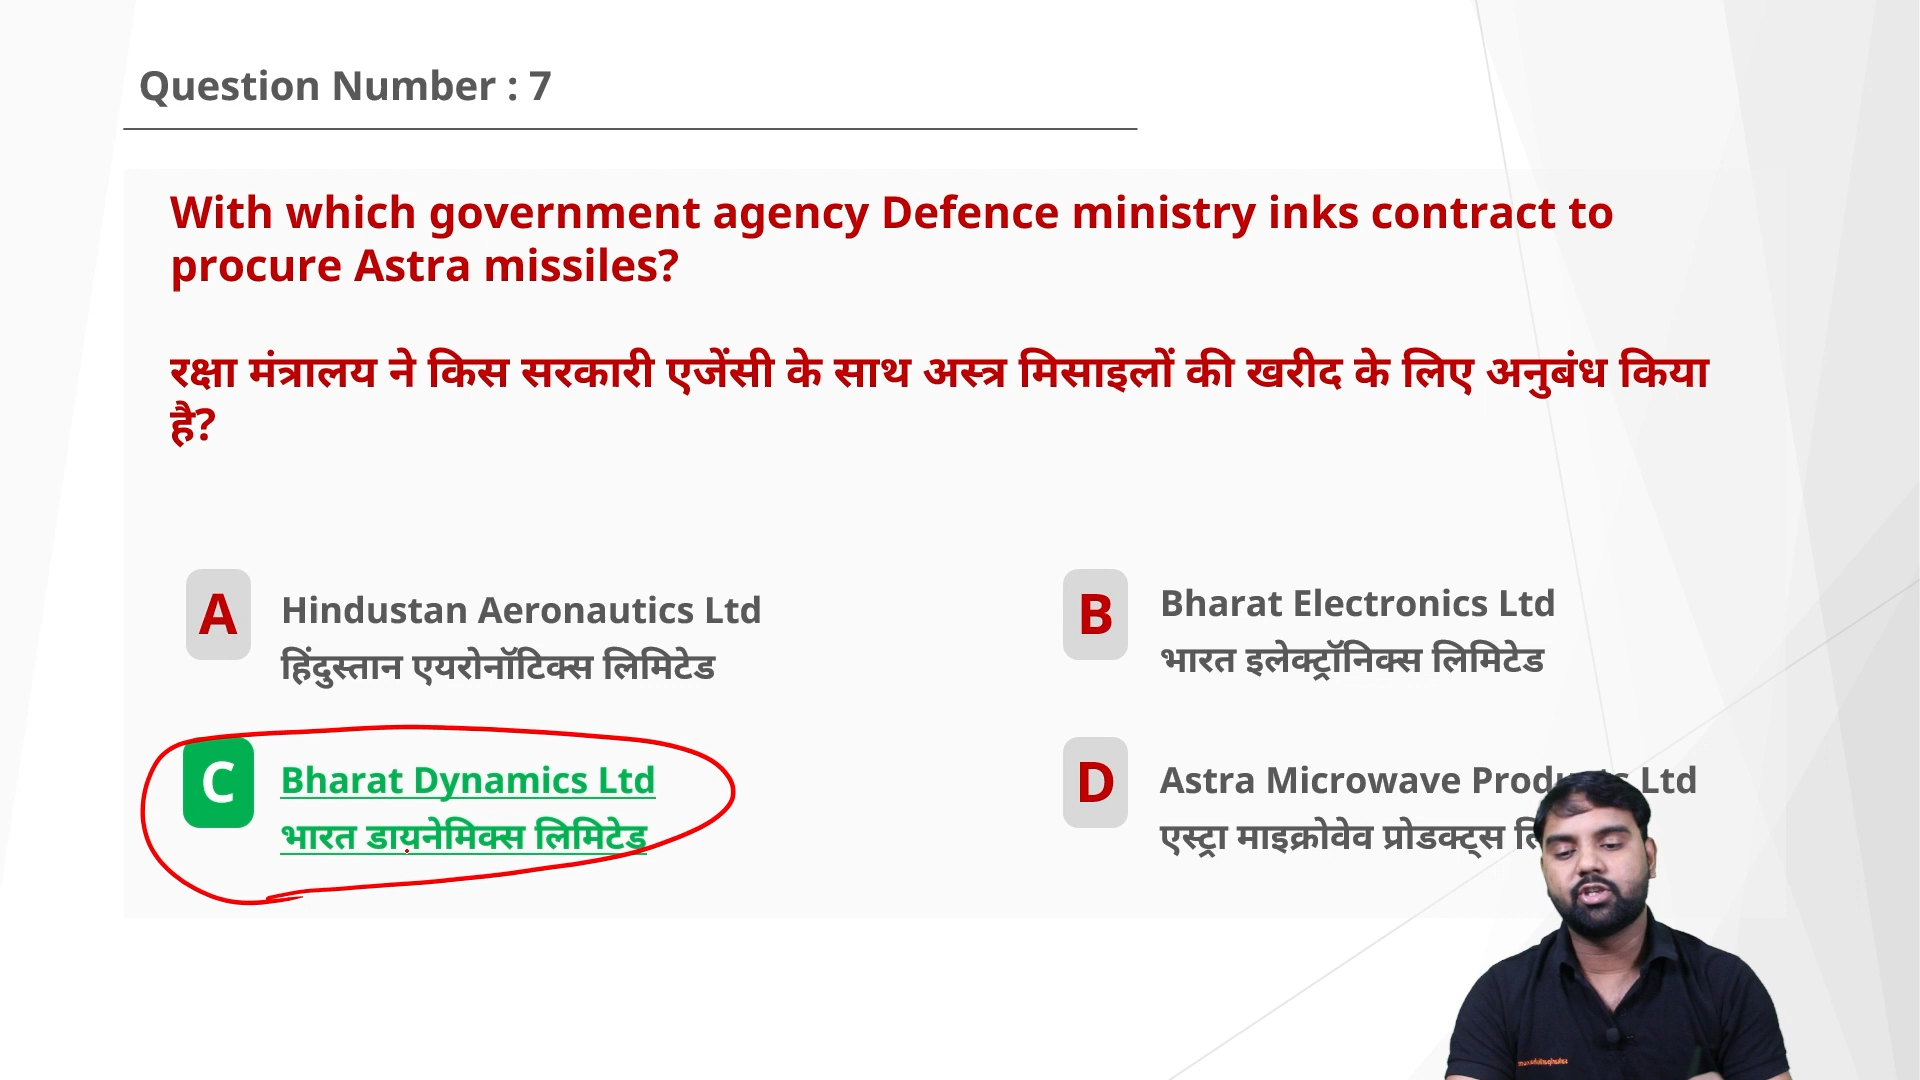 Question Number : 7
With which government agency Defence ministry inks contract to
procure Astra missiles?
रक्षा मंत्रालय ने किस सरकारी एजेंसी के साथ अस्त्र मिसाइलों की खरीद के लिए अनुबंध किया
है?
A
Hindustan Aeronautics Ltd
हिंदुस्तान एयरोनॉटिक्स लिमिटेड
B
Bharat Electronics Ltd
भारत इलेक्ट्रॉनिक्स लिमिटेड
C
Bharat Dynamics Ltd
भारत डायनेमिक्स लिमिटेड
D
Astra Microwave Products Ltd
एस्ट्रा माइक्रोवेव प्रोडक्ट्स